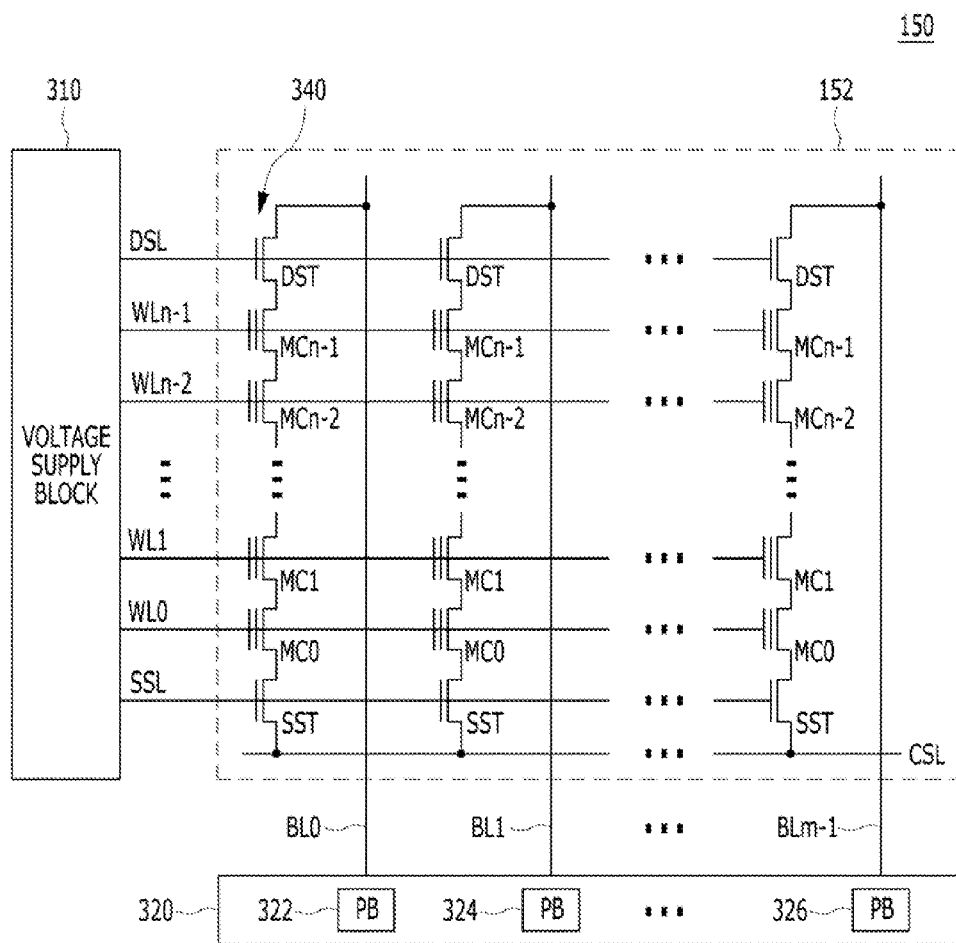 150
310
340
152
DSL
DST
DST
DST
WLn-1
MCn-1
MCn-1
MCn-1
WLn-2
MCn-2
MCn-2
MCn-2
VOLTAGE
SUPPLY
BLOCK
WL1
MC1
MC1
MC1
WL0
MC0
MC0
MC0
SSL
SST
SST
SST
CSL
BL0
BL1
BLm-1
320
322
PB
324
PB
326
PB